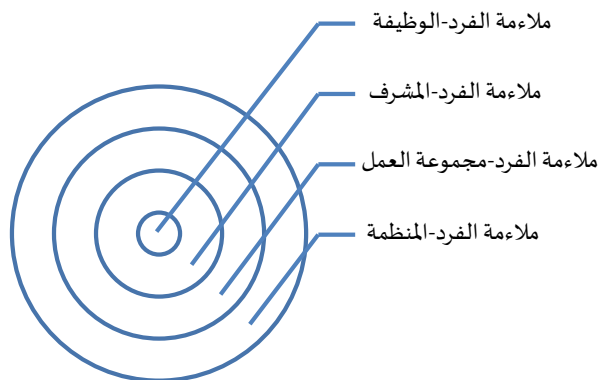 ملاءمة الفرد-الوظيفة
ملاءمة الفرد-المشرف
ملاءمة الفرد-مجموعة العمل
ملاءمة الفرد-المنظمة